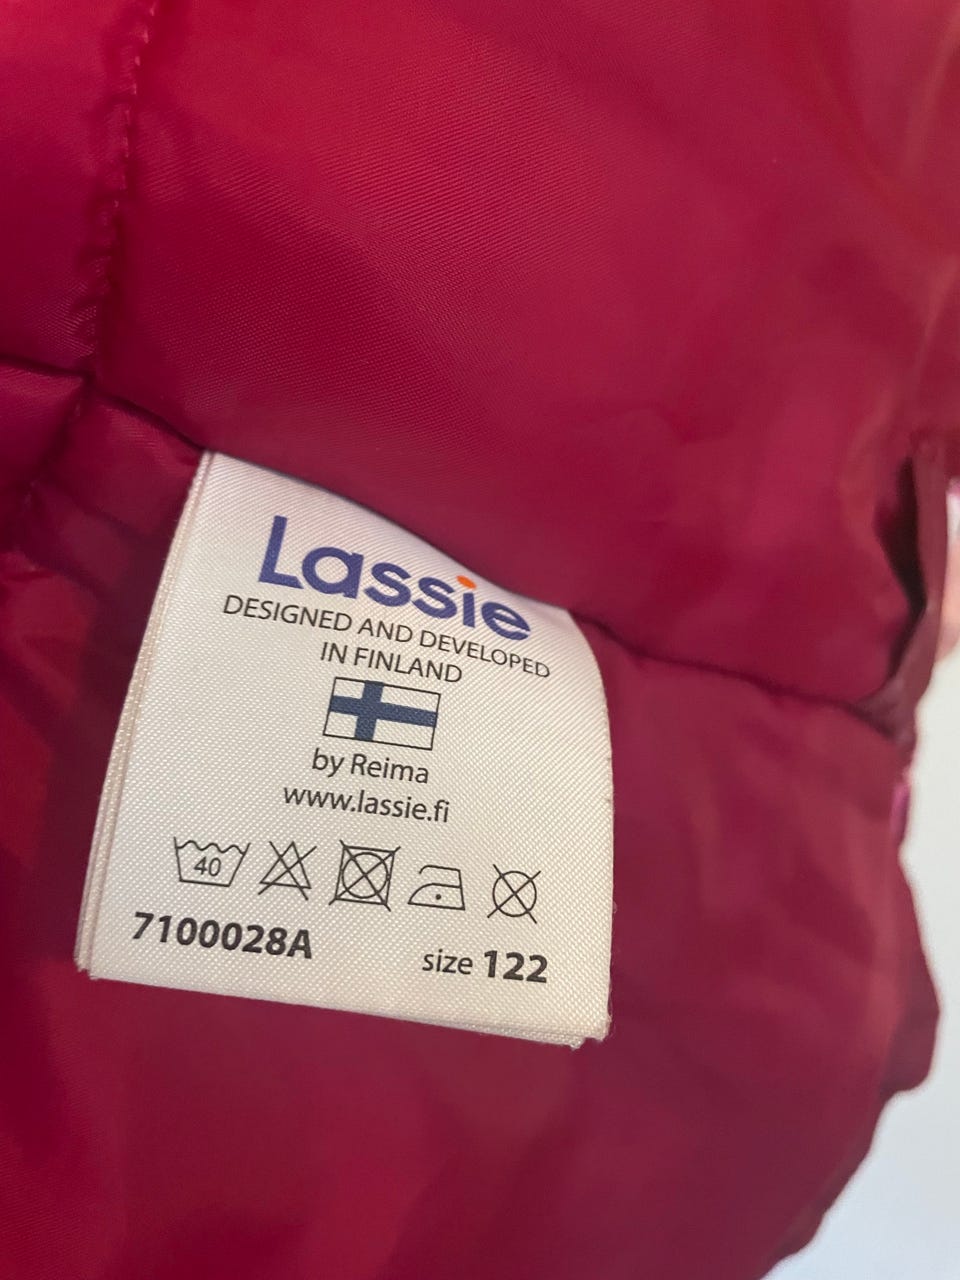 Lassie
DESIGNED AND DEVELOPED
IN FINLAND
by Reima
www.lassie.fi
40
7100028A size 122